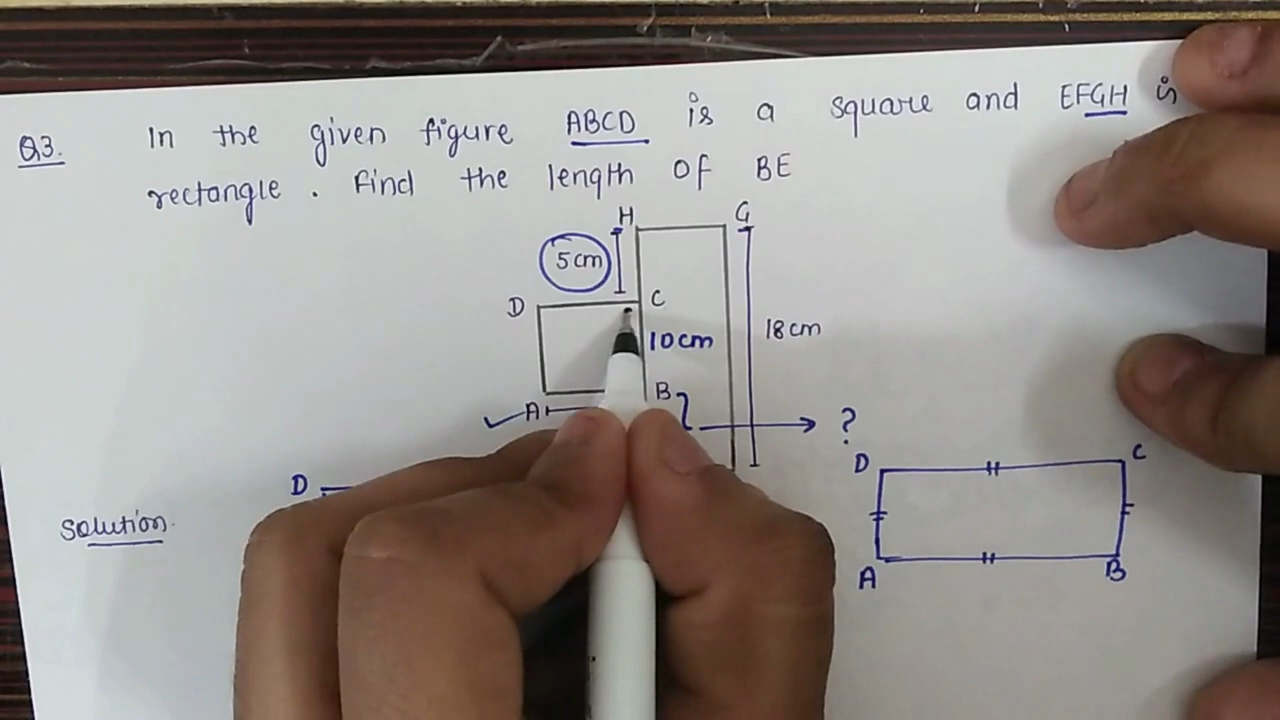 Q3. In the given figure ABCD is a square and EFGH is
rectangle. Find the length of BE
H G
5cm
D C
10cm 18cm
A B
?
D C
D
Solution.
A B